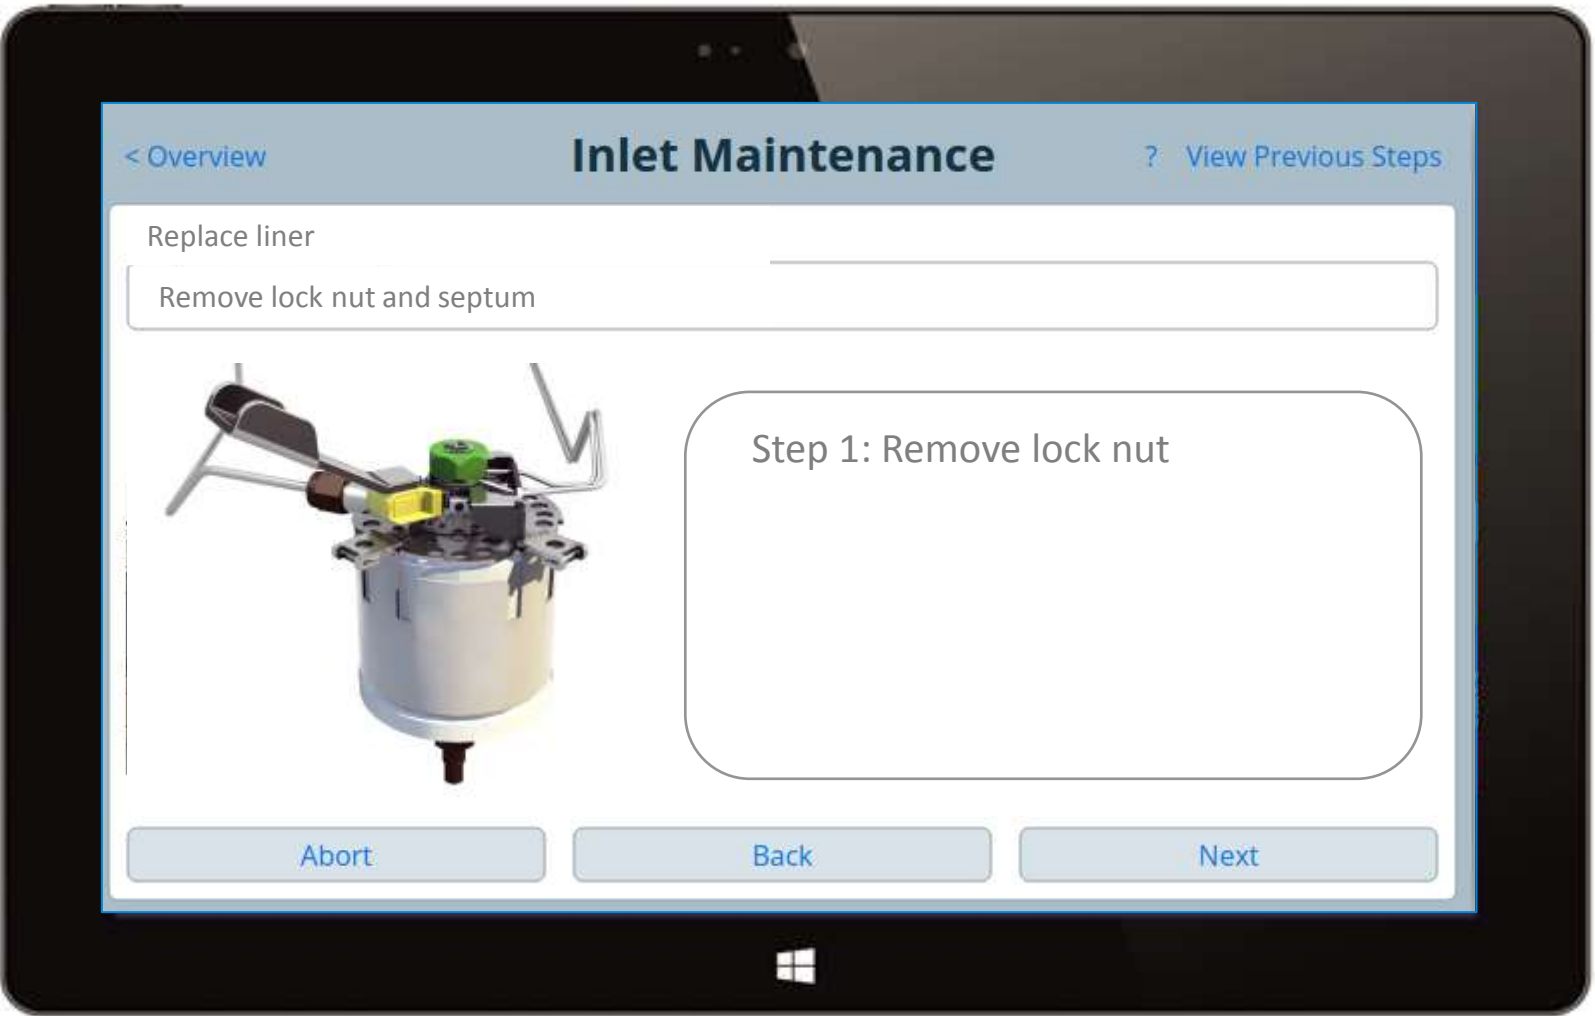 < Overview
Inlet Maintenance
? View Previous Steps
Replace liner
Remove lock nut and septum
Step 1: Remove lock nut
Abort
Back
Next